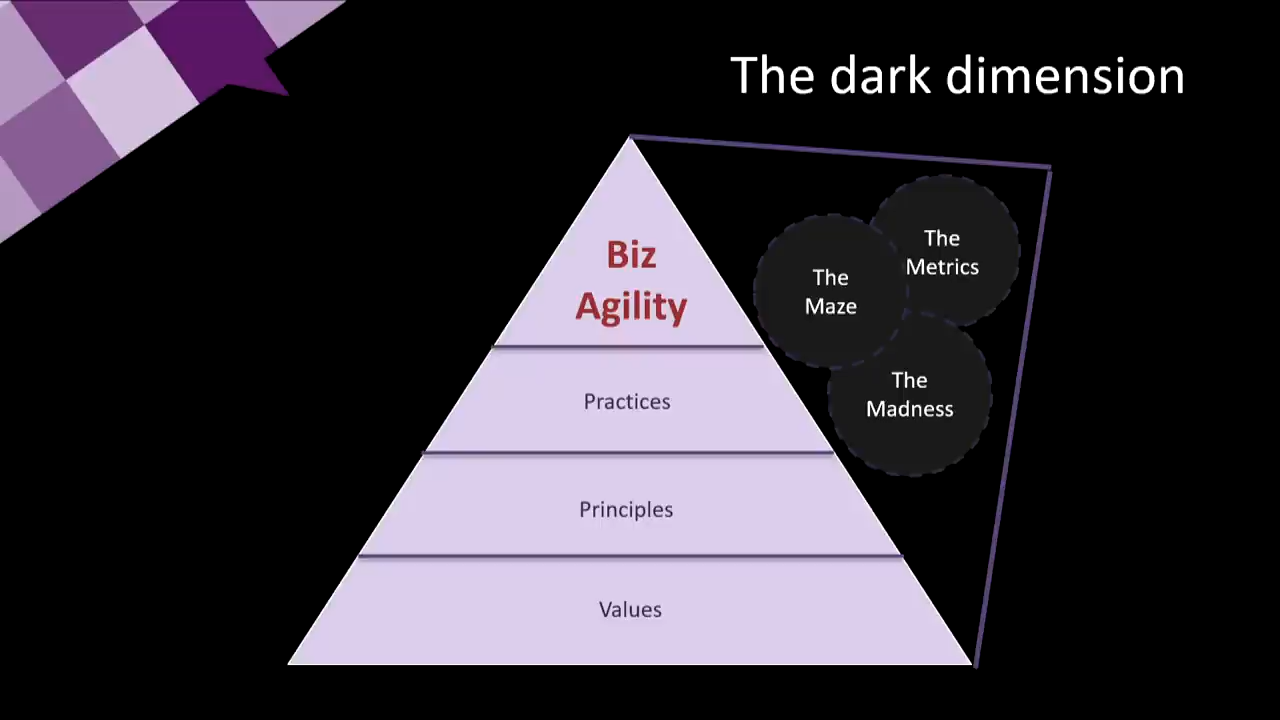 The dark dimension
Biz
Agility
Practices
Principles
Values
The
Maze
The
Metrics
The
Madness